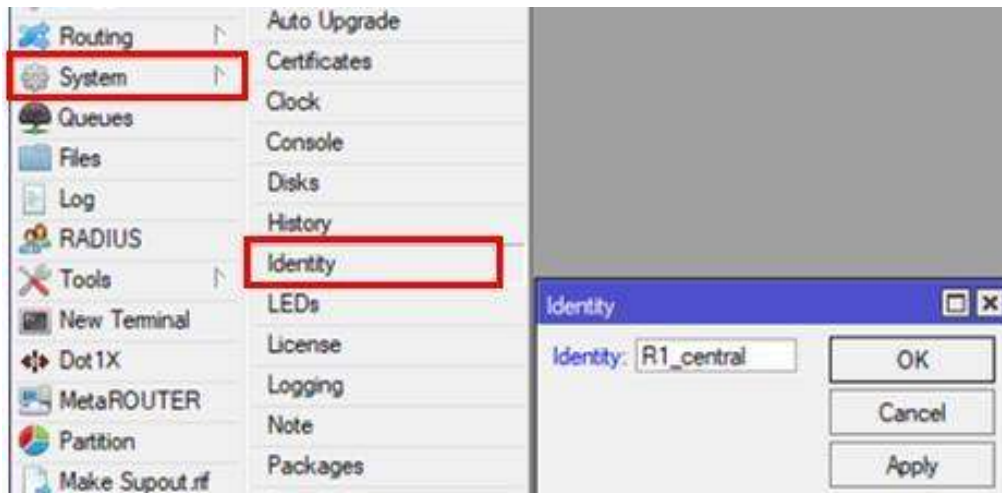 Routing
System
Queues
Files
Log
RADIUS
Tools
New Terminal
Dot1X
MetaROUTER
Partition
Make Supout.rif
Auto Upgrade
Certificates
Clock
Console
Disks
History
Identity
LEDs
License
Logging
Note
Packages
Identity
Identity: R1_central
OK
Cancel
Apply